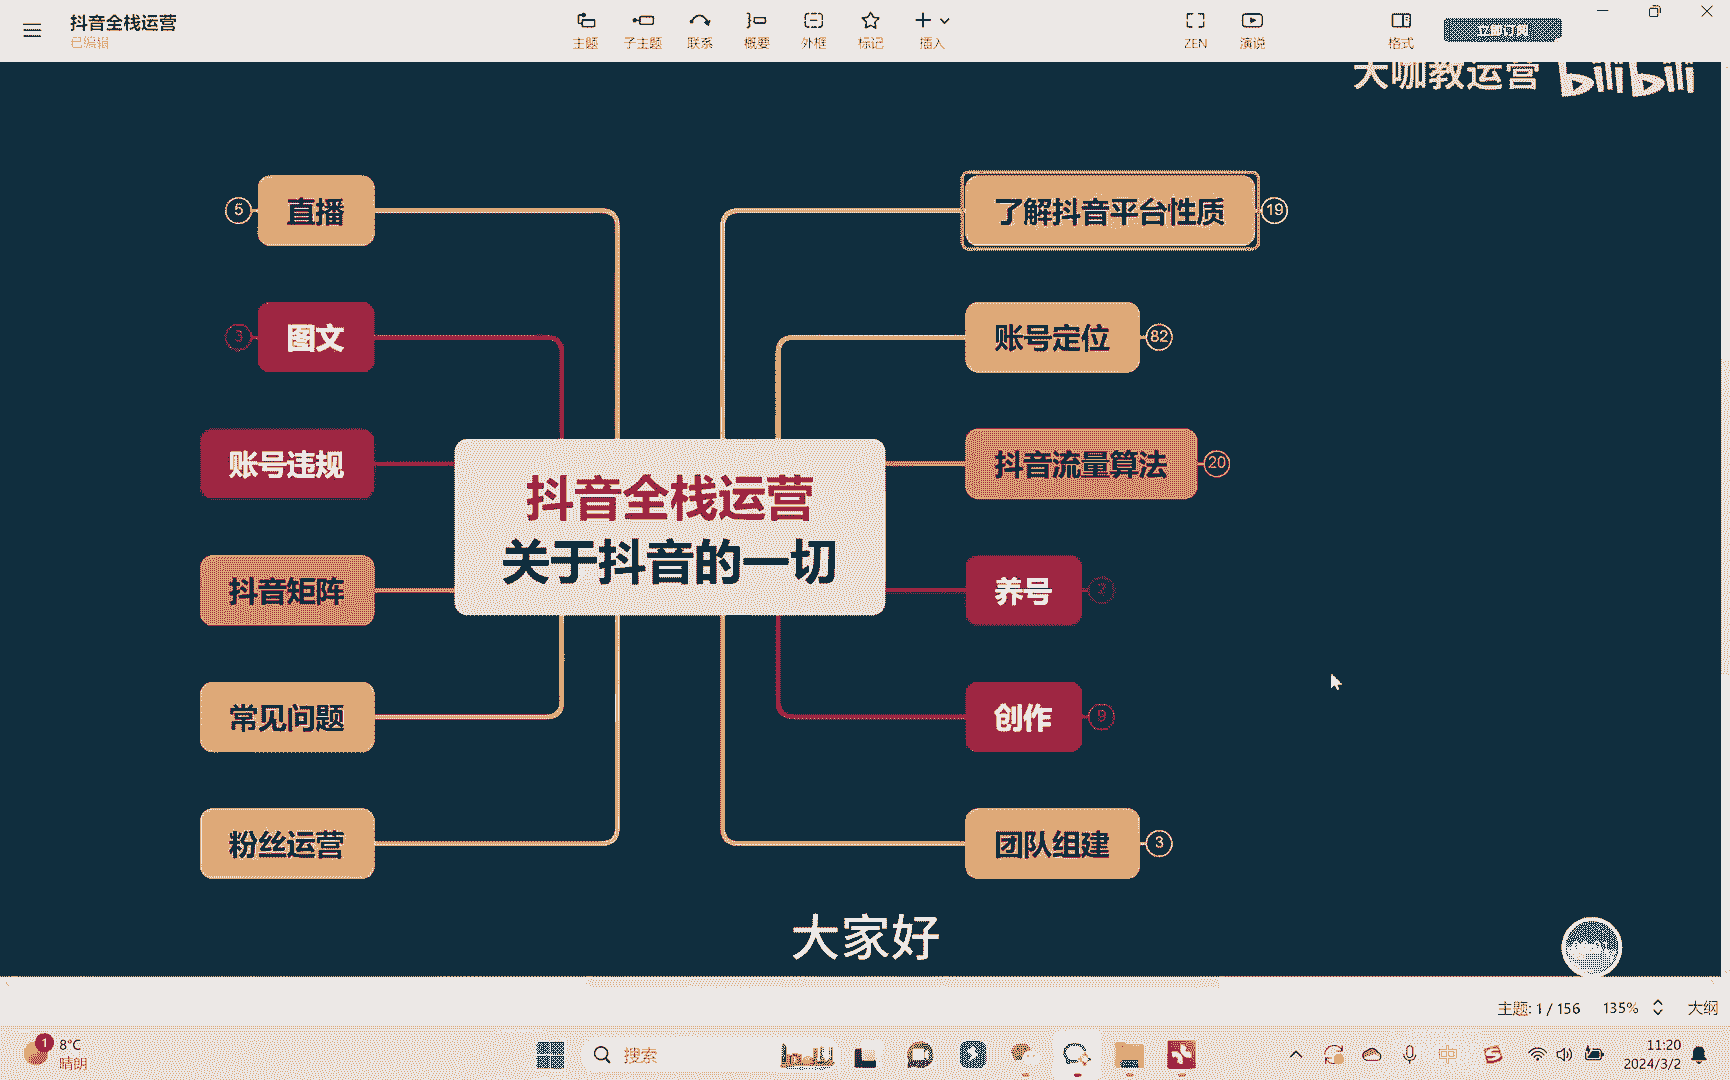 抖音全栈运营
已编辑
主题
子主题
联系
概要
外框
标记
插入
ZEN
演说
格式
立即订阅
大咖教运营 bilibili
5 直播
了解抖音平台性质 19
3 图文
账号定位 82
账号违规
抖音流量算法 20
抖音全栈运营
关于抖音的一切
抖音矩阵
养号 2
常见问题
创作 9
粉丝运营
团队组建 3
大家好
主题: 1 / 156 135% 大纲
1
8°C
晴朗
搜索
中
11:20
2024/3/2